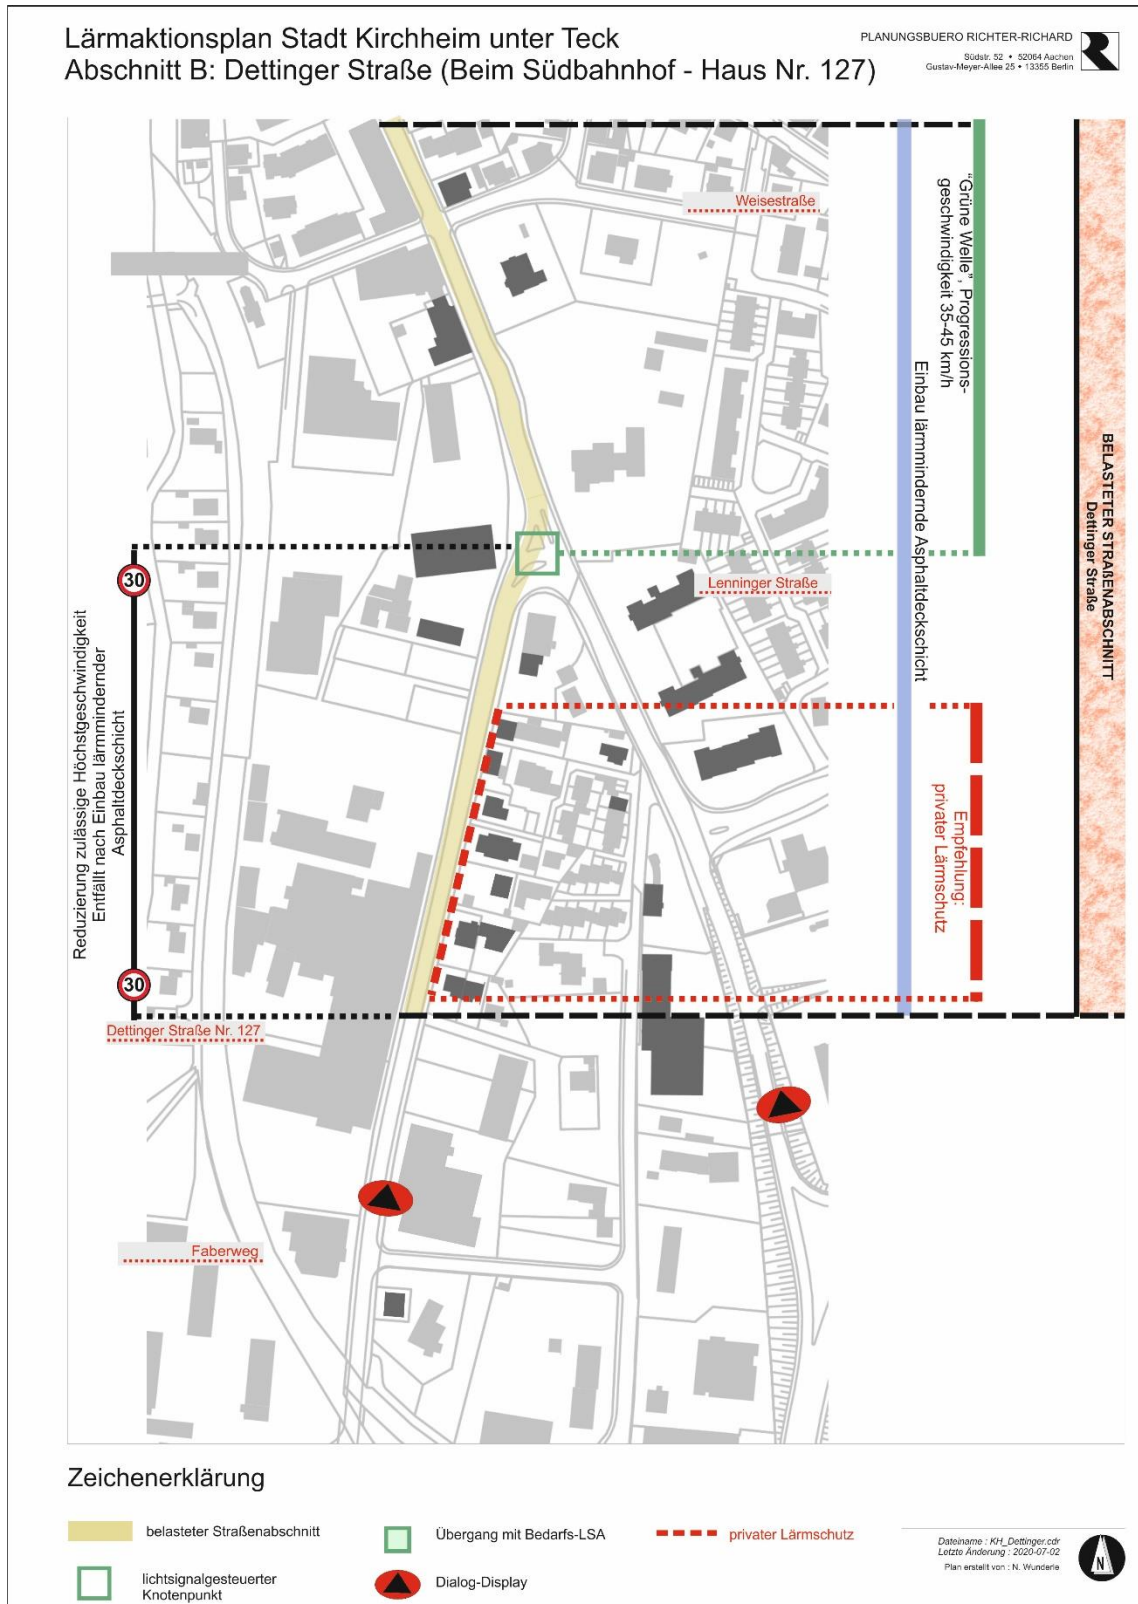 Lärmaktionsplan Stadt Kirchheim unter Teck
Abschnitt B: Dettinger Straße (Beim Südbahnhof - Haus Nr. 127)
PLANUNGSBUERO RICHTER-RICHARD
Südstr. 52 • 52064 Aachen
Gustav-Meyer-Allee 25 • 13355 Berlin
Weisestraße
"Grüne Welle", Progressions-
geschwindigkeit 35-45 km/h
Einbau lärmmindernde Asphaltdeckschicht
BELASTETER STRAßENABSCHNITT
Dettinger Straße
30
Lenninger Straße
Reduzierung zulässige Höchstgeschwindigkeit
Entfällt nach Einbau lärmmindernder
Asphaltdeckschicht
Empfehlung:
privater Lärmschutz
30
Dettinger Straße Nr. 127
Faberweg
Zeichenerklärung
belasteter Straßenabschnitt
Übergang mit Bedarfs-LSA
privater Lärmschutz
lichtsignalgesteuerter
Knotenpunkt
Dialog-Display
Dateiname : KH_Dettinger.cdr
Letzte Änderung : 2020-07-02
Plan erstellt von : N. Wunderle
N